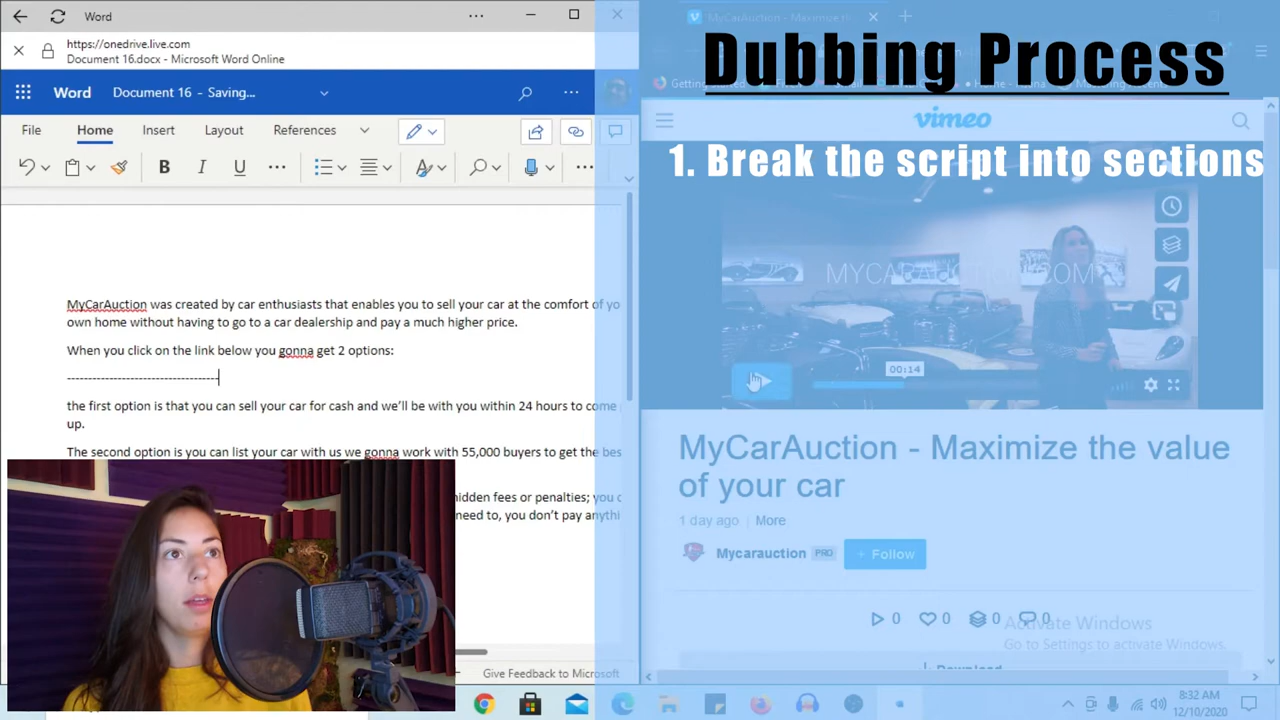 Word
https://onedrive.live.com
Document 16.docx - Microsoft Word Online
Word Document 16 - Saving...
File Home Insert Layout References
B I U
MyCarAuction was created by car enthusiasts that enables you to sell your car at the comfort of
own home without having to go to a car dealership and pay a much higher price.
When you click on the link below you gonna get 2 options:
------------------------------------
the first option is that you can sell your car for cash and we'll be with you within 24 hours to come
up.
The second option is you can list your car with us we gonna work with 55,000 buyers to get the
hidden fees or penalties; you
need to, you don't pay
Give Feedback to Microsoft
MyCarAuction - Maximize
Dubbing Process
Getting Started
vimeo
1. Break the script into sections
00:14
MyCarAuction - Maximize the value
of your car
1 day ago More
Mycarauction PRO + Follow
0 0 0 0
Activate Windows
Go to Settings to activate Windows.
Download
8:32 AM
12/10/2020